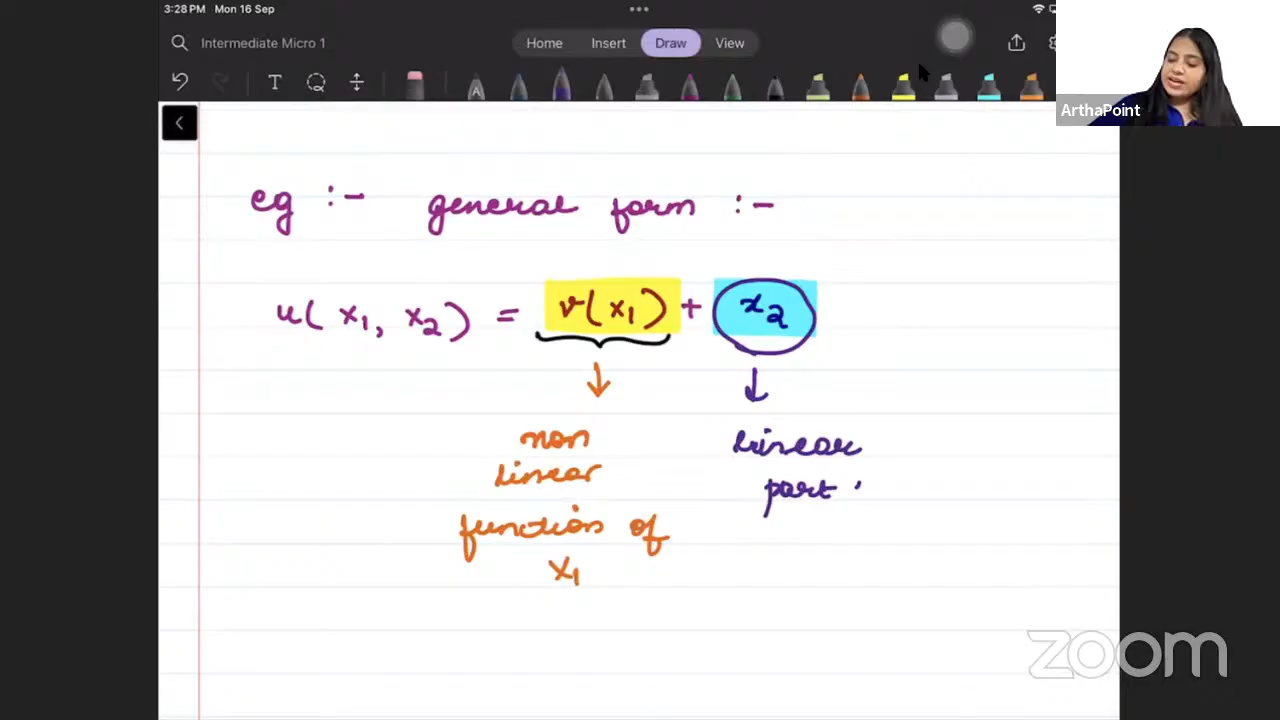 3:28 PM Mon 16 Sep
Intermediate Micro 1
Home Insert Draw View
T
A
ArthaPoint
eg :- general form :-
u( x1, x2) = v( x1) + x2
non linear
linear part.
function of
x1
zoom